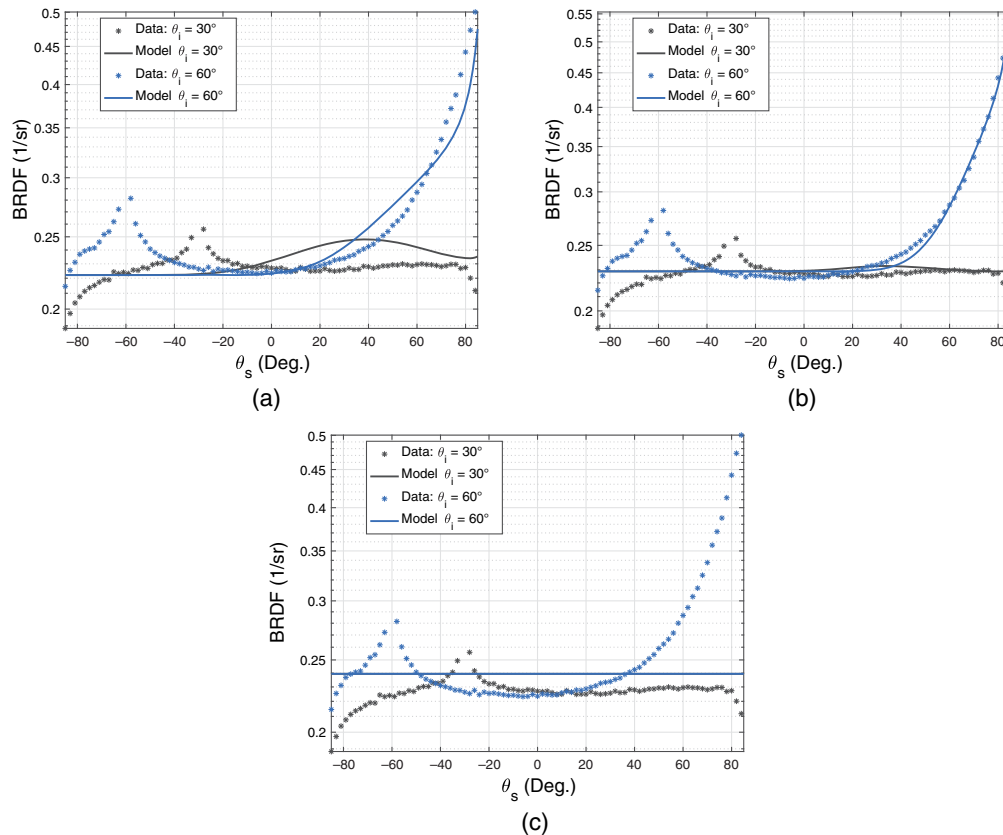 0.5
0.45
0.4
0.35
0.3
0.25
0.2
BRDF (1/sr)
Data: θi = 30°
Model θi = 30°
Data: θi = 60°
Model θi = 60°
−80 −60 −40 −20 0 20 40 60 80
θs (Deg.)
(a)
0.55
0.5
0.45
0.4
0.35
0.3
0.25
0.2
BRDF (1/sr)
Data: θi = 30°
Model θi = 30°
Data: θi = 60°
Model θi = 60°
−80 −60 −40 −20 0 20 40 60 80
θs (Deg.)
(b)
0.5
0.45
0.4
0.35
0.3
0.25
0.2
BRDF (1/sr)
Data: θi = 30°
Model θi = 30°
Data: θi = 60°
Model θi = 60°
−80 −60 −40 −20 0 20 40 60 80
θs (Deg.)
(c)